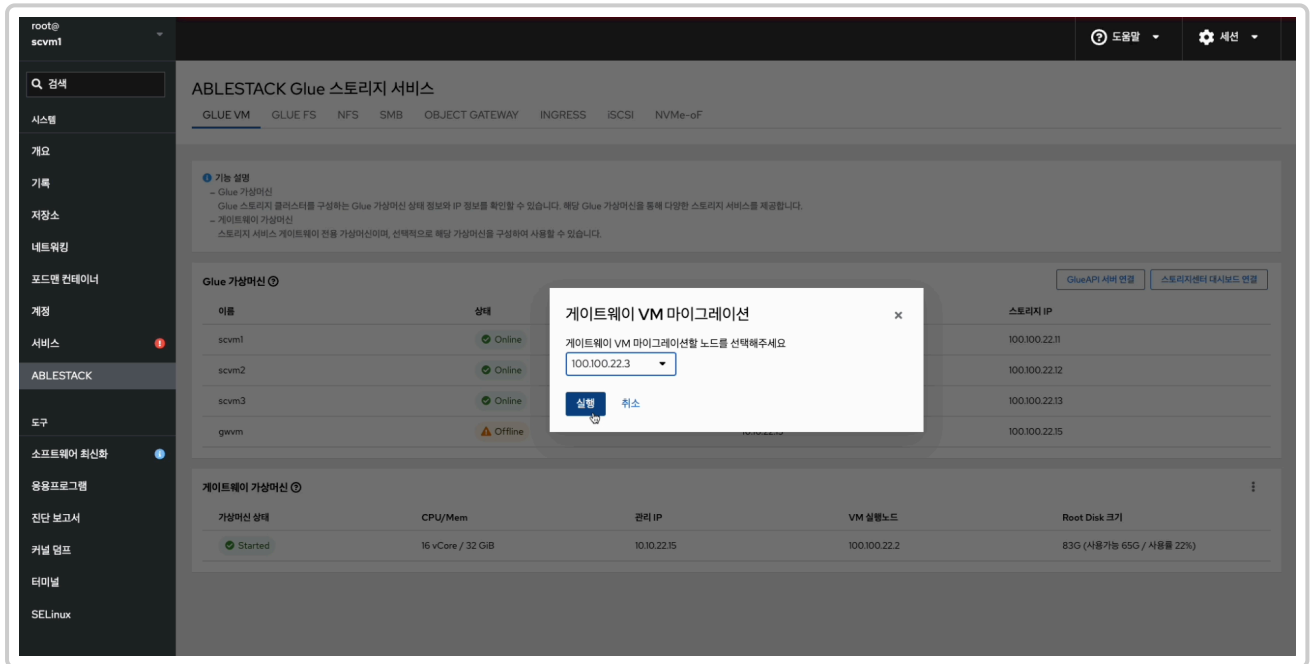 root@
scvm1
도움말
세션
검색
시스템
개요
기록
저장소
네트워킹
포드맨 컨테이너
계정
서비스
ABLESTACK
도구
소프트웨어 최신화
응용프로그램
진단 보고서
커널 덤프
터미널
SELinux
ABLESTACK Glue 스토리지 서비스
GLUE VM GLUE FS NFS SMB OBJECT GATEWAY INGRESS iSCSI NVMe-oF
기능 설명
– Glue 가상머신
Glue 스토리지 클러스터를 구성하는 Glue 가상머신 상태 정보와 IP 정보를 확인할 수 있습니다. 해당 Glue 가상머신을 통해 다양한 스토리지 서비스를 제공합니다.
– 게이트웨이 가상머신
스토리지 서비스 게이트웨이 전용 가상머신이며, 선택적으로 해당 가상머신을 구성하여 사용할 수 있습니다.
Glue 가상머신
GlueAPI 서버 연결 스토리지센터 대시보드 연결
이름 상태 스토리지 IP
scvm1 Online 100.100.22.11
scvm2 Online 100.100.22.12
scvm3 Online 100.100.22.13
gwvm Offline 100.100.22.15
게이트웨이 VM 마이그레이션
게이트웨이 VM 마이그레이션할 노드를 선택해주세요
100.100.22.3
실행 취소
게이트웨이 가상머신
가상머신 상태 CPU/Mem 관리 IP VM 실행노드 Root Disk 크기
Started 16 vCore / 32 GiB 10.10.22.15 100.100.22.2 83G (사용가능 65G / 사용률 22%)